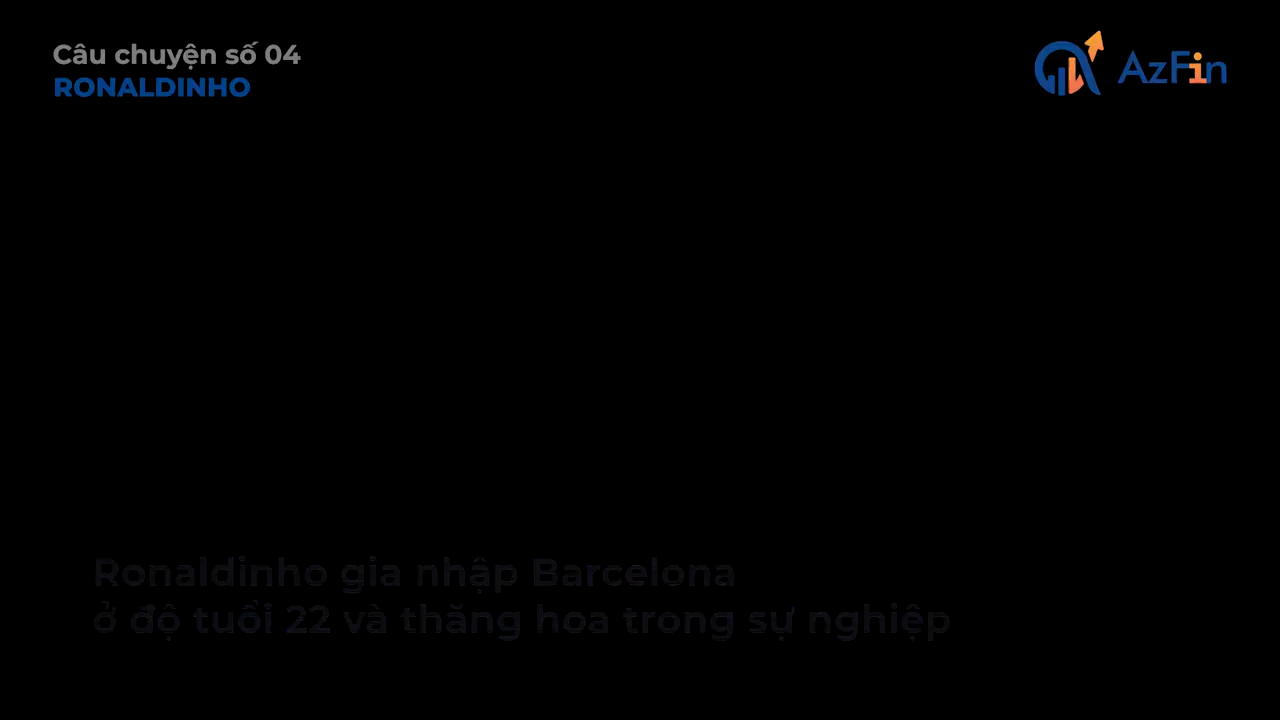 Câu chuyện số 04
RONALDINHO
AzFin
Ronaldinho gia nhập Barcelona
ở độ tuổi 22 và thăng hoa trong sự nghiệp